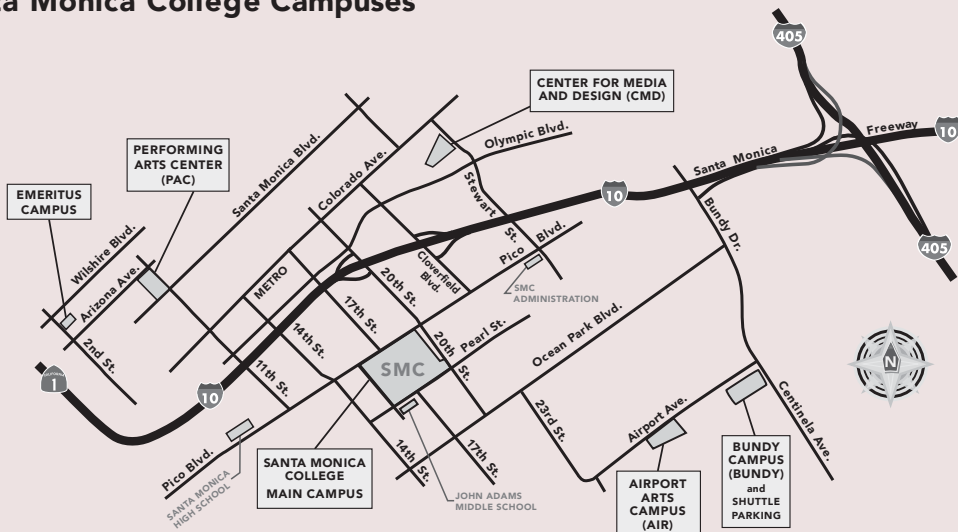 ta Monica College Campuses
405
CENTER FOR MEDIA
AND DESIGN (CMD)
Freeway
10
Olympic Blvd.
Santa Monica
PERFORMING
ARTS CENTER
(PAC)
Santa Monica Blvd.
Colorado Ave.
EMERITUS
CAMPUS
Stewart
St.
10
Bundy Dr.
405
Wilshire Blvd.
Arizona Ave.
METRO
Cloverfield
Blvd.
Pico Blvd.
20th St.
SMC
ADMINISTRATION
17th St.
14th St.
2nd St.
20th
St.
Pearl St.
Ocean Park Blvd.
N
CALIFORNIA
1
10
11th St.
SMC
23rd St.
Airport Ave.
Centinela Ave.
Pico Blvd.
SANTA MONICA
HIGH SCHOOL
SANTA MONICA
COLLEGE
MAIN CAMPUS
14th St.
17th St.
JOHN ADAMS
MIDDLE SCHOOL
AIRPORT
ARTS
CAMPUS
(AIR)
BUNDY
CAMPUS
(BUNDY)
and
SHUTTLE
PARKING